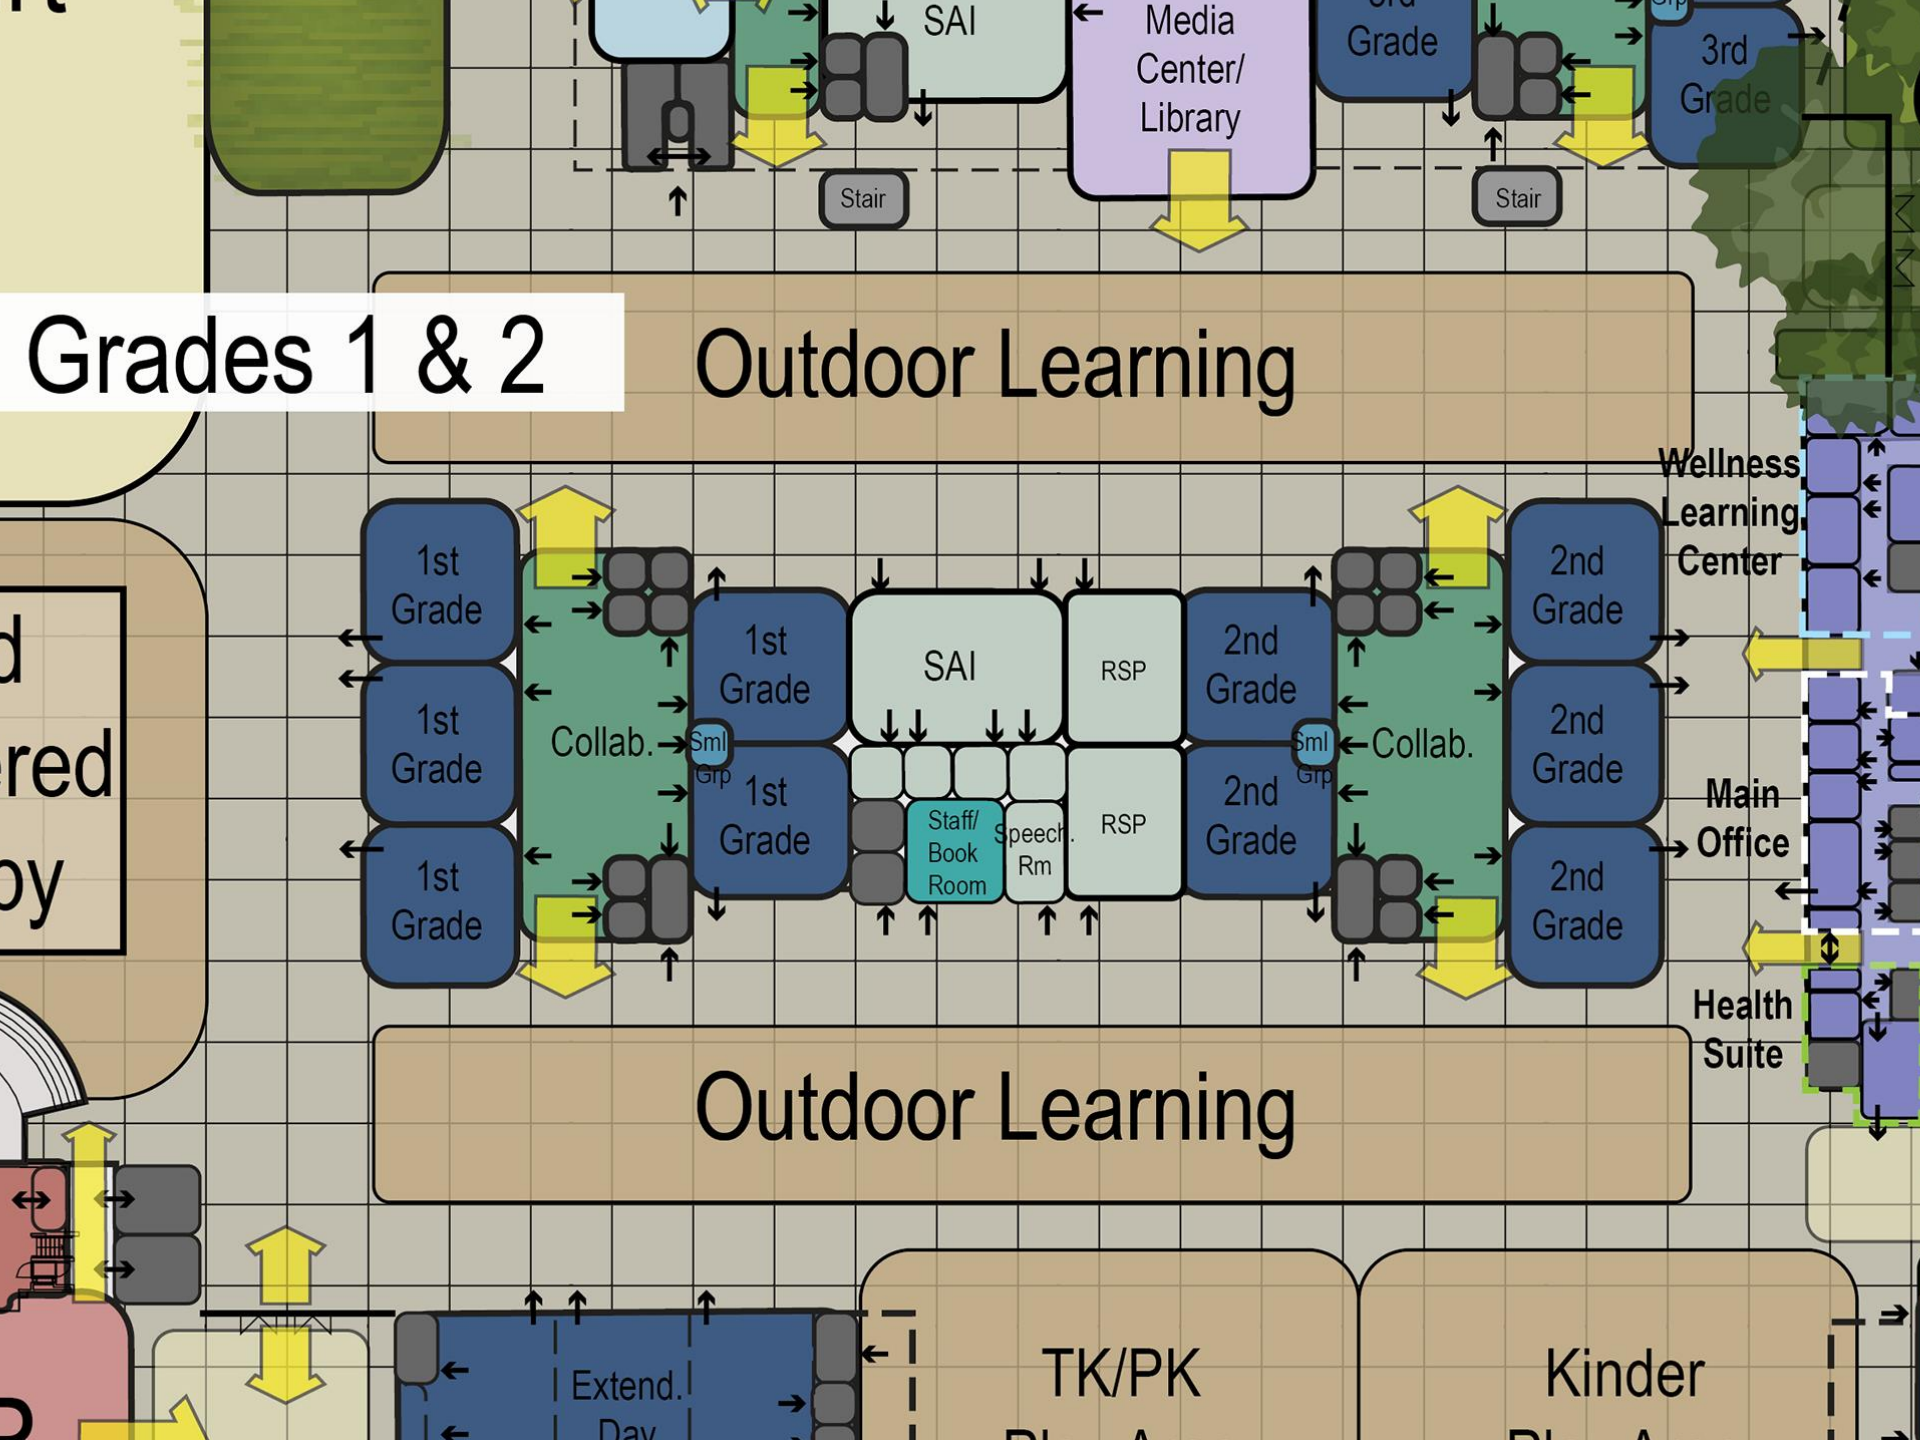 SAI
Media
Center/
Library
Grade
3rd
Grade
Stair
Stair
Grades 1 & 2
Outdoor Learning
Wellness
Learning
Center
1st
Grade
1st
Grade
1st
Grade
Collab.
1st
Grade
Sml
Grp
1st
Grade
SAI
RSP
Staff/
Book
Room
Speech.
Rm
RSP
2nd
Grade
Sml
Grp
2nd
Grade
Collab.
2nd
Grade
2nd
Grade
2nd
Grade
Main
Office
Health
Suite
Outdoor Learning
Extend.
Day
TK/PK
Kinder